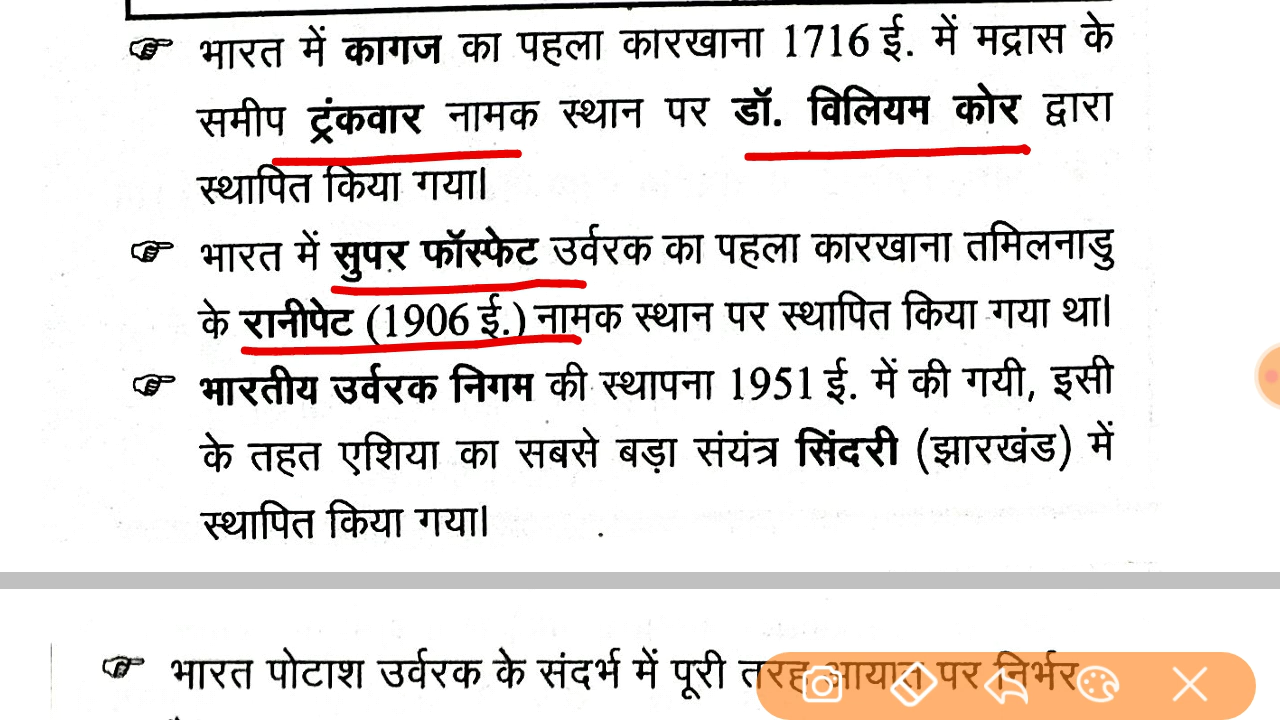 ☞ भारत में कागज का पहला कारखाना 1716 ई. में मद्रास के
समीप ट्रंकवार नामक स्थान पर डॉ. विलियम कोर द्वारा
स्थापित किया गया।
☞ भारत में सुपर फॉस्फेट उर्वरक का पहला कारखाना तमिलनाडु
के रानीपेट (1906 ई.) नामक स्थान पर स्थापित किया गया था।
☞ भारतीय उर्वरक निगम की स्थापना 1951 ई. में की गयी, इसी
के तहत एशिया का सबसे बड़ा संयंत्र सिंदरी (झारखंड) में
स्थापित किया गया।
☞ भारत पोटाश उर्वरक के संदर्भ में पूरी तरह आयात पर निर्भर